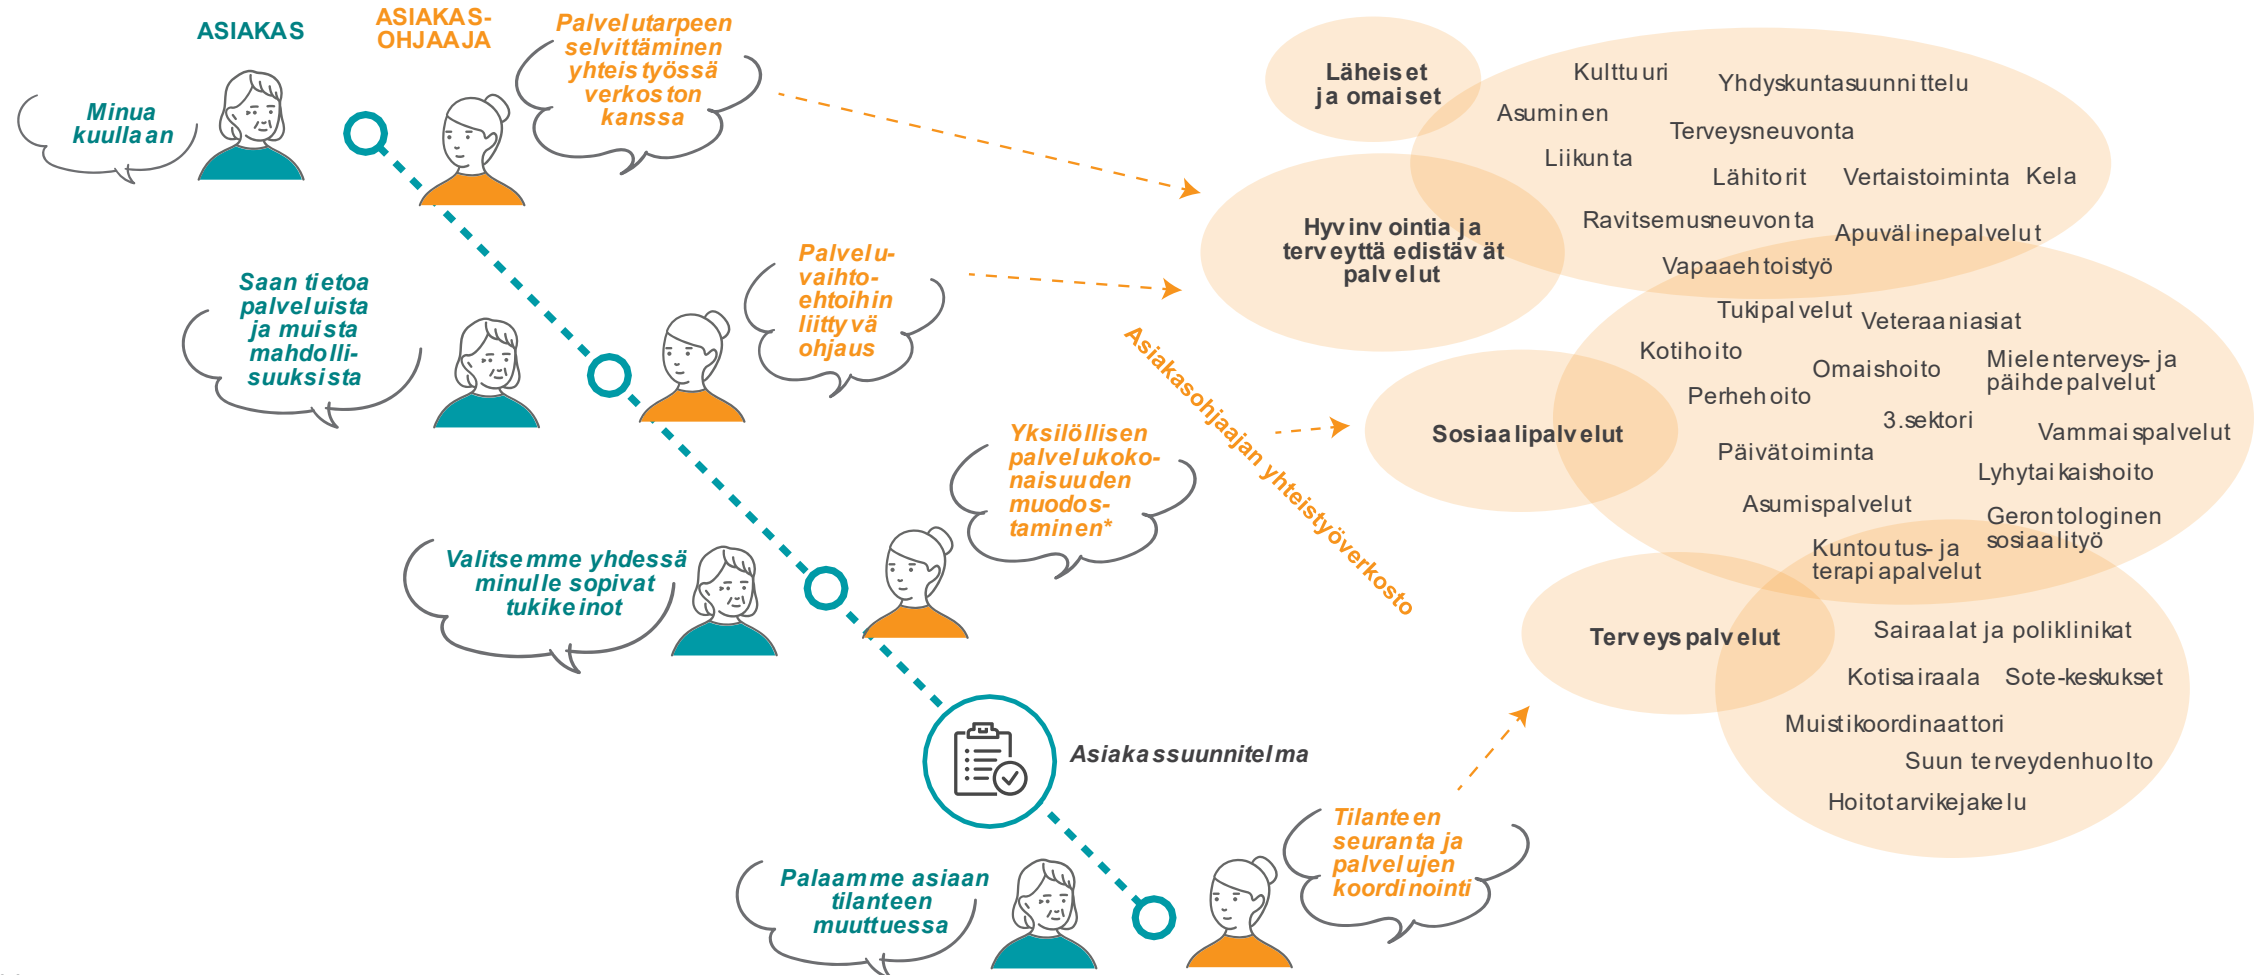 ASIAKAS
ASIAKAS-
OHJAAJA
Minua
kuullaan
Palvelutarpeen
selvittäminen
yhteistyössä
verkoston
kanssa
Saan tietoa
palveluista
ja muista
mahdolli-
suuksista
Palvelu-
vaihto-
ehtoihin
liittyvä
ohjaus
Valitsemme yhdessä
minulle sopivat
tukikeinot
Yksilöllisen
palvelukoko-
naisuuden
muodos-
taminen*
Asiakassuunnitelma
Palaamme asiaan
tilanteen
muuttuessa
Tilanteen
seuranta ja
palvelujen
koordinointi
Asiakasohjaajan yhteistyöverkosto
Läheiset
ja omaiset
Hyvinvointia ja
terveyttä edistävät
palvelut
Kulttuuri
Yhdyskuntasuunnittelu
Asuminen
Terveysneuvonta
Liikunta
Lähitorit
Vertaistoiminta
Kela
Ravitsemusneuvonta
Apuvälinepalvelut
Vapaaehtoistyö
Sosiaalipalvelut
Tukipalvelut
Veteraaniasiat
Kotihoito
Omaishoito
Mielenterveys- ja
päihdepalvelut
Perhehoito
3.sektori
Vammaispalvelut
Päivätoiminta
Lyhytaikaishoito
Asumispalvelut
Gerontologinen
sosiaalityö
Kuntoutus- ja
terapiapalvelut
Terveyspalvelut
Sairaalat ja poliklinikat
Kotisairaala
Sote-keskukset
Muistikoordinaattori
Suun terveydenhuolto
Hoitotarvikejakelu